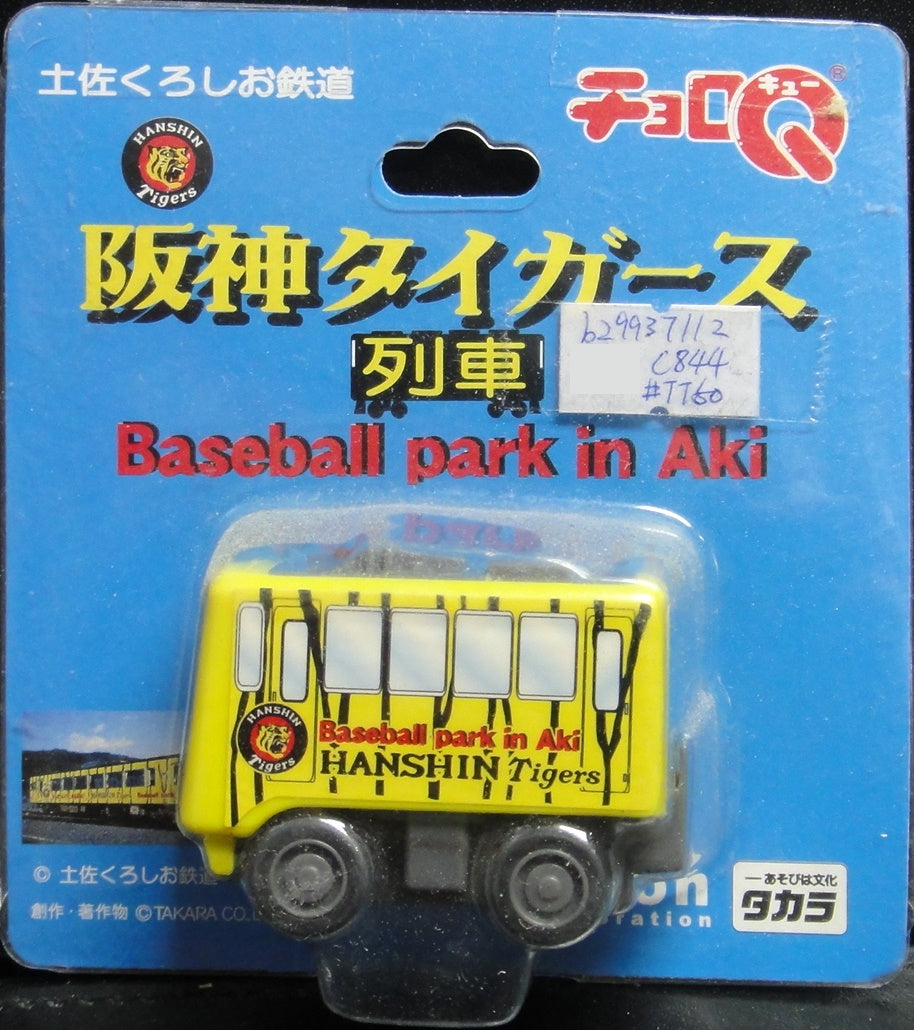 土佐くろしお鉄道
チョロQ
キュー
®
HANSHIN
Tigers
阪神タイガース
列車
b29937112
C844
#TT60
Baseball park in Aki
HANSHIN
Tigers
Baseball park in Aki
HANSHIN Tigers
© 土佐くろしお鉄道
創作・著作物 ©TAKARA CO.
あそびは文化
タカラ